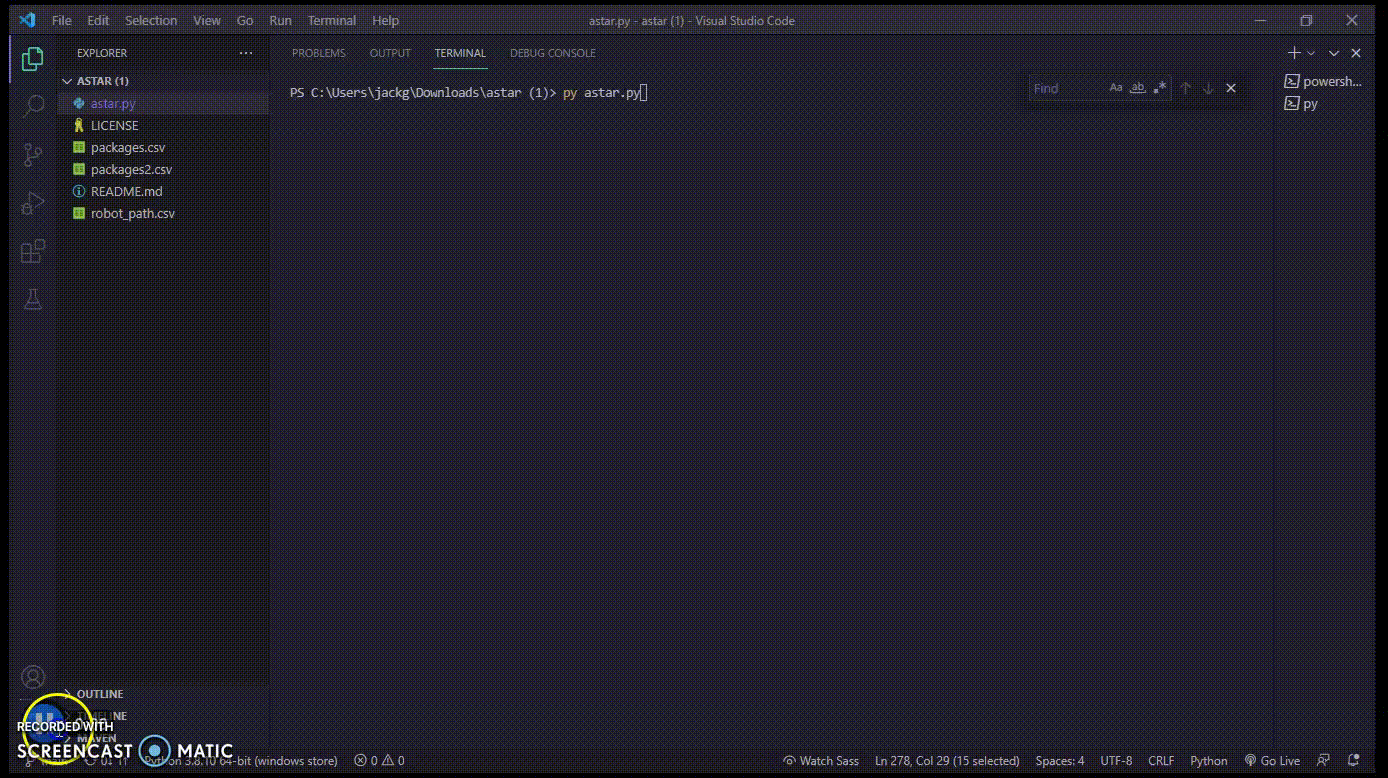 File Edit Selection View Go Run Terminal Help
astar.py - astar (1) - Visual Studio Code
EXPLORER
ASTAR (1)
astar.py
LICENSE
packages.csv
packages2.csv
README.md
robot_path.csv
OUTLINE
TIMELINE
MAVEN
PROBLEMS OUTPUT TERMINAL DEBUG CONSOLE
PS C:\Users\jackg\Downloads\astar (1)> py astar.py
Find
Aa ab
powersh...
py
RECORDED WITH
SCREENCAST MATIC
Python 3.8.10 64-bit (windows store) 0 0
Watch Sass Ln 278, Col 29 (15 selected) Spaces: 4 UTF-8 CRLF Python Go Live